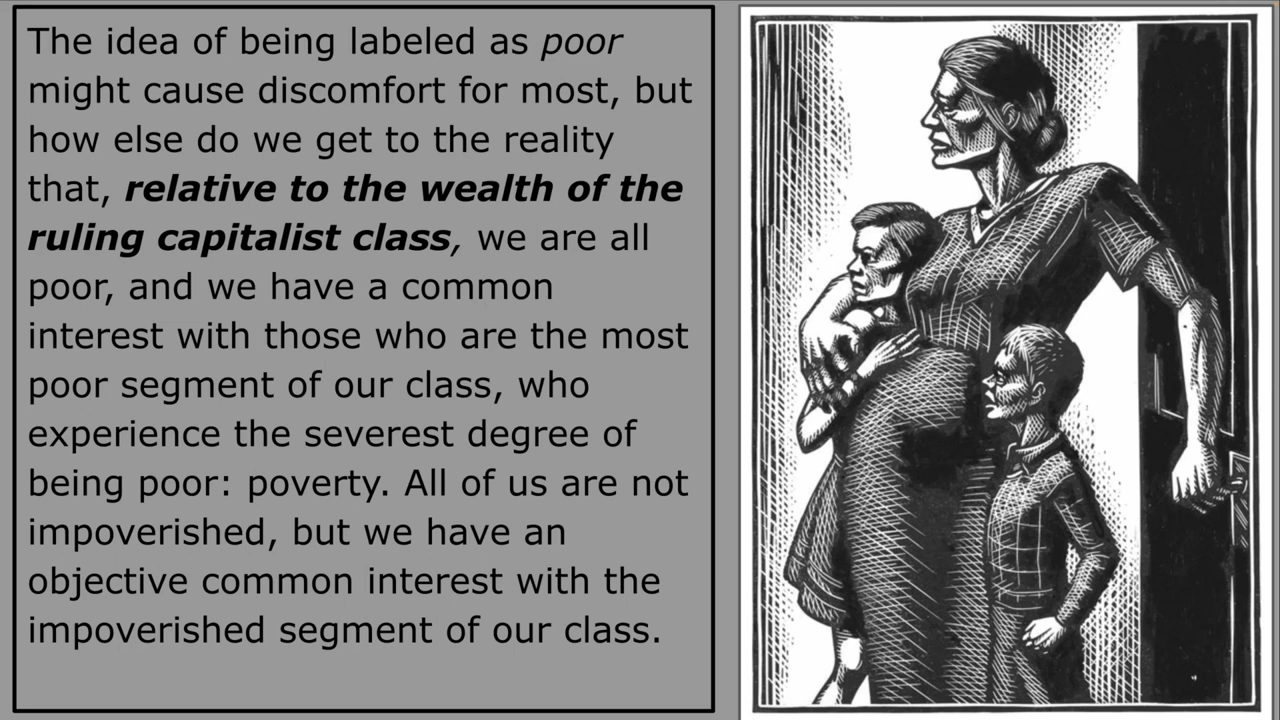 The idea of being labeled as poor
might cause discomfort for most, but
how else do we get to the reality
that, relative to the wealth of the
ruling capitalist class, we are all
poor, and we have a common
interest with those who are the most
poor segment of our class, who
experience the severest degree of
being poor: poverty. All of us are not
impoverished, but we have an
objective common interest with the
impoverished segment of our class.